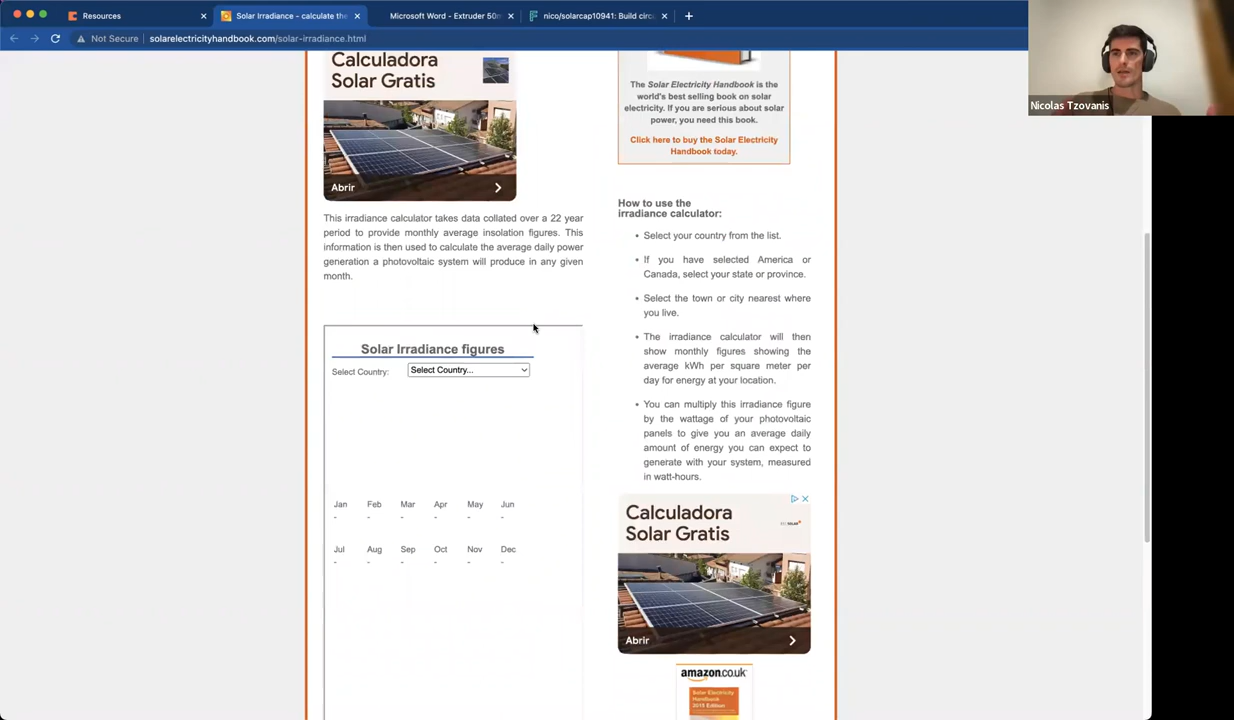 Resources
Solar Irradiance - calculate the
Microsoft Word - Extruder 50m
nico/solarcap10941: Build circ
Not Secure
solarelectricityhandbook.com/solar-irradiance.html
Nicolas Tzovanis
Calculadora
Solar Gratis
Abrir
This irradiance calculator takes data collated over a 22 year
period to provide monthly average insolation figures. This
information is then used to calculate the average daily power
generation a photovoltaic system will produce in any given
month.
Solar Irradiance figures
Select Country:
Select Country...
Jan Feb Mar Apr May Jun
- - - - - -
Jul Aug Sep Oct Nov Dec
- - - - - -
The Solar Electricity Handbook is the
world's best selling book on solar
electricity. If you are serious about solar
power, you need this book.
Click here to buy the Solar Electricity
Handbook today.
How to use the
irradiance calculator:
• Select your country from the list.
• If you have selected America or
Canada, select your state or province.
• Select the town or city nearest where
you live.
• The irradiance calculator will then
show monthly figures showing the
average kWh per square meter per
day for energy at your location.
• You can multiply this irradiance figure
by the wattage of your photovoltaic
panels to give you an average daily
amount of energy you can expect to
generate with your system, measured
in watt-hours.
Calculadora
Solar Gratis
Abrir
amazon.co.uk
Solar Electricity
Handbook
2019 Edition